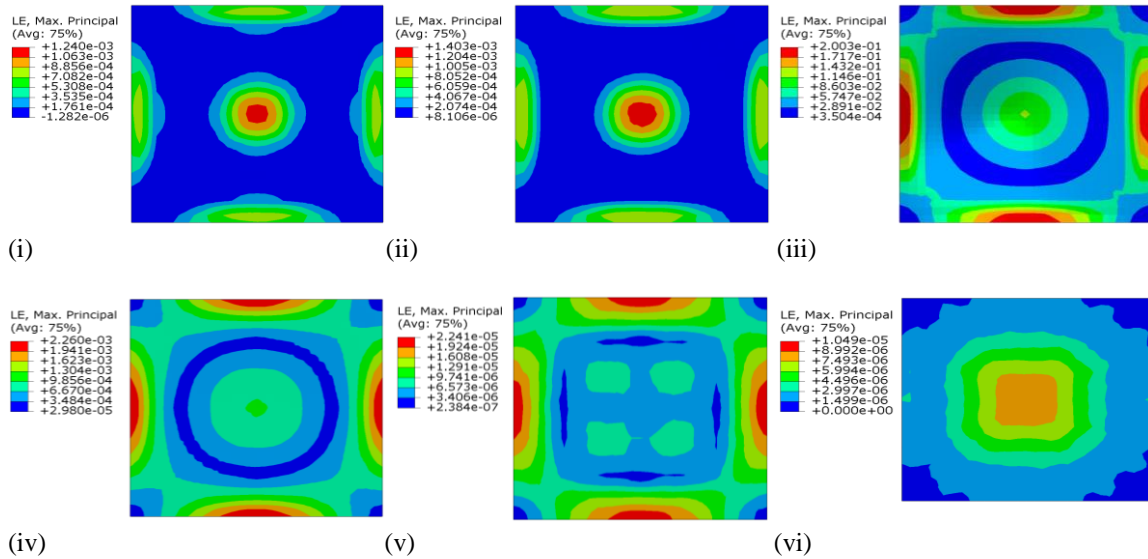 LE, Max. Principal
(Avg: 75%)
+1.240e-03
+1.063e-03
+8.856e-04
+7.082e-04
+5.308e-04
+3.535e-04
+1.761e-04
-1.282e-06
(i)
LE, Max. Principal
(Avg: 75%)
+1.403e-03
+1.204e-03
+1.005e-03
+8.052e-04
+6.059e-04
+4.067e-04
+2.074e-04
+8.106e-06
(ii)
LE, Max. Principal
(Avg: 75%)
+2.003e-01
+1.717e-01
+1.432e-01
+1.146e-01
+8.603e-02
+5.747e-02
+2.891e-02
+3.504e-04
(iii)
LE, Max. Principal
(Avg: 75%)
+2.260e-03
+1.941e-03
+1.623e-03
+1.304e-03
+9.856e-04
+6.670e-04
+3.484e-04
+2.980e-05
(iv)
LE, Max. Principal
(Avg: 75%)
+2.241e-05
+1.924e-05
+1.608e-05
+1.291e-05
+9.741e-06
+6.573e-06
+3.406e-06
+2.384e-07
(v)
LE, Max. Principal
(Avg: 75%)
+1.049e-05
+8.992e-06
+7.493e-06
+5.994e-06
+4.496e-06
+2.997e-06
+1.499e-06
+0.000e+00
(vi)